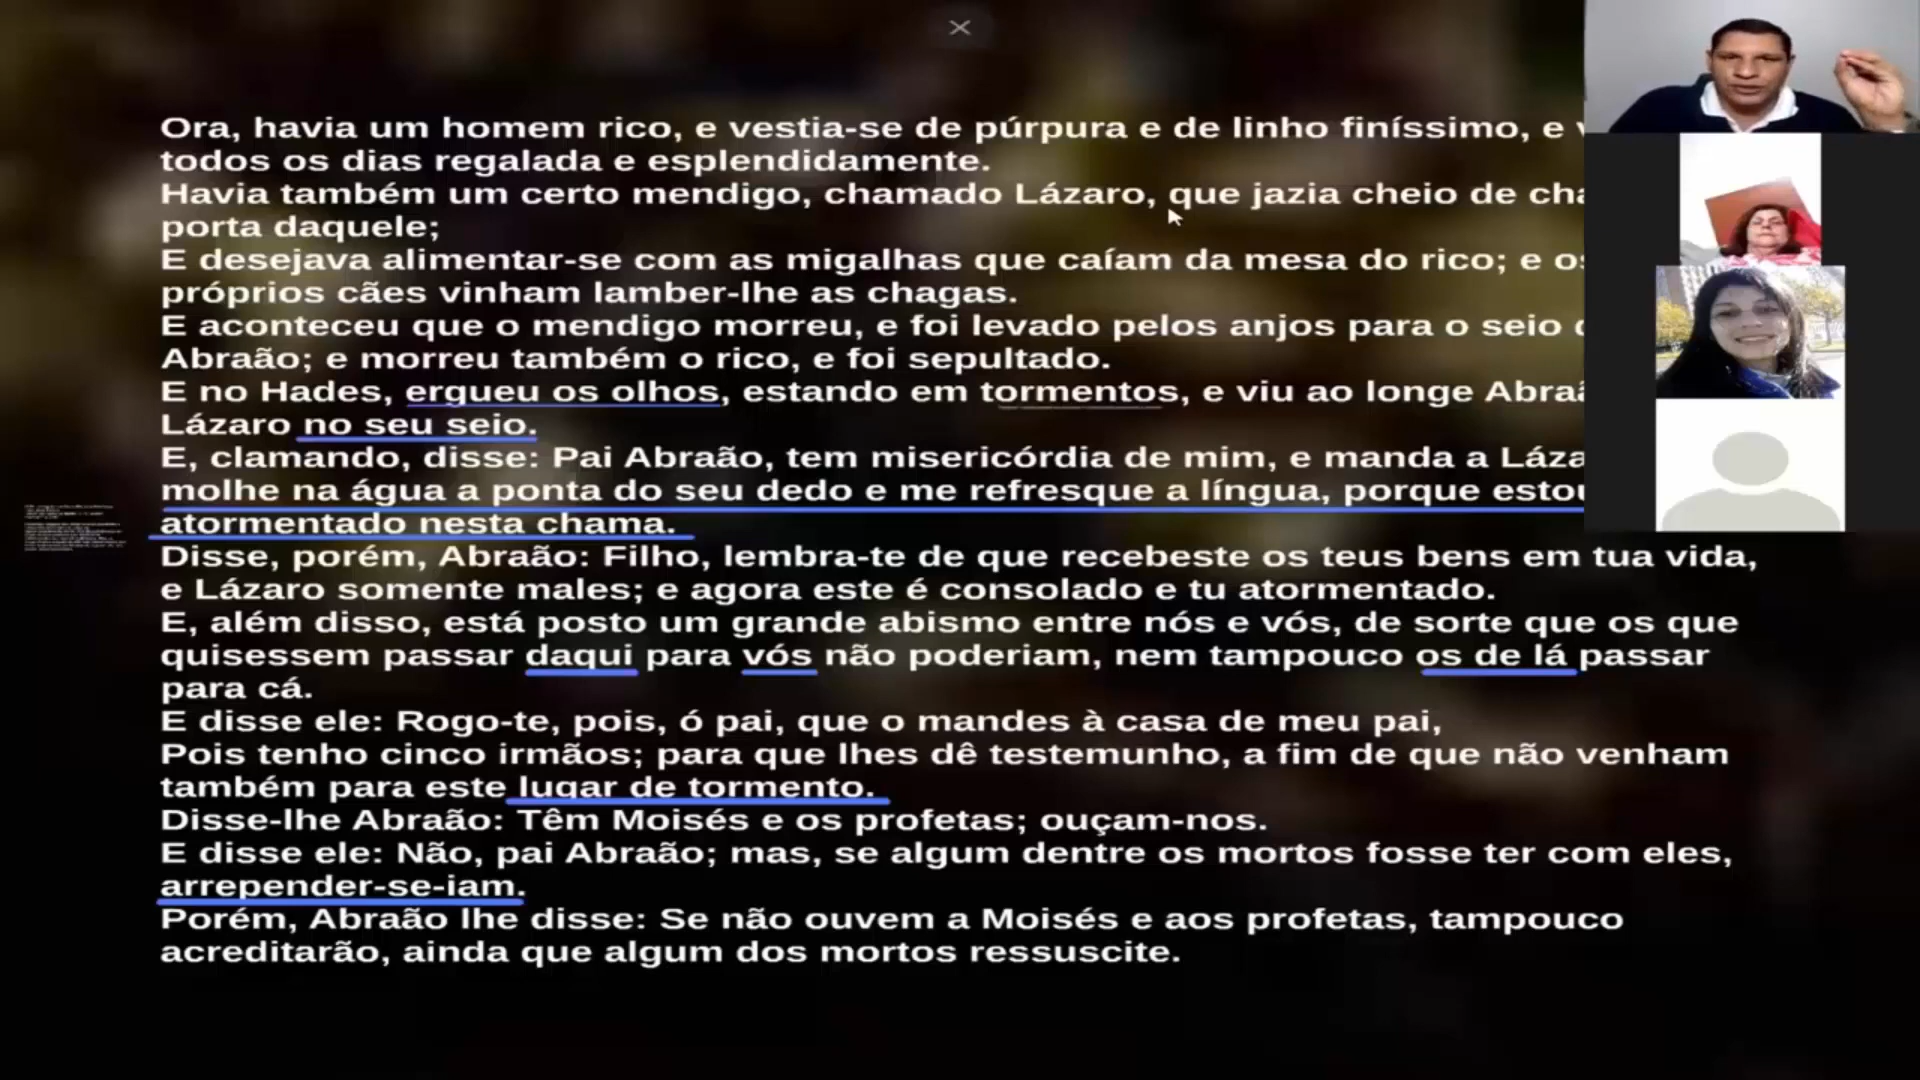 Ora, havia um homem rico, e vestia-se de púrpura e de linho finíssimo, e
todos os dias regalada e esplendidamente.
Havia também um certo mendigo, chamado Lázaro, que jazia cheio de
porta daquele;
E desejava alimentar-se com as migalhas que caíam da mesa do rico; e
próprios cães vinham lamber-lhe as chagas.
E aconteceu que o mendigo morreu, e foi levado pelos anjos para o seio
Abraão; e morreu também o rico, e foi sepultado.
E no Hades, ergueu os olhos, estando em tormentos, e viu ao longe
Lázaro no seu seio.
E, clamando, disse: Pai Abraão, tem misericórdia de mim, e manda a
molhe na água a ponta do seu dedo e me refresque a língua, porque
atormentado nesta chama.
Disse, porém, Abraão: Filho, lembra-te de que recebeste os teus bens em tua vida,
e Lázaro somente males; e agora este é consolado e tu atormentado.
E, além disso, está posto um grande abismo entre nós e vós, de sorte que os que
quisessem passar daqui para vós não poderiam, nem tampouco os de lá passar
para cá.
E disse ele: Rogo-te, pois, ó pai, que o mandes à casa de meu pai,
Pois tenho cinco irmãos; para que lhes dê testemunho, a fim de que não venham
também para este lugar de tormento.
Disse-lhe Abraão: Têm Moisés e os profetas; ouçam-nos.
E disse ele: Não, pai Abraão; mas, se algum dentre os mortos fosse ter com eles,
arrepender-se-iam.
Porém, Abraão lhe disse: Se não ouvem a Moisés e aos profetas, tampouco
acreditarão, ainda que algum dos mortos ressuscite.